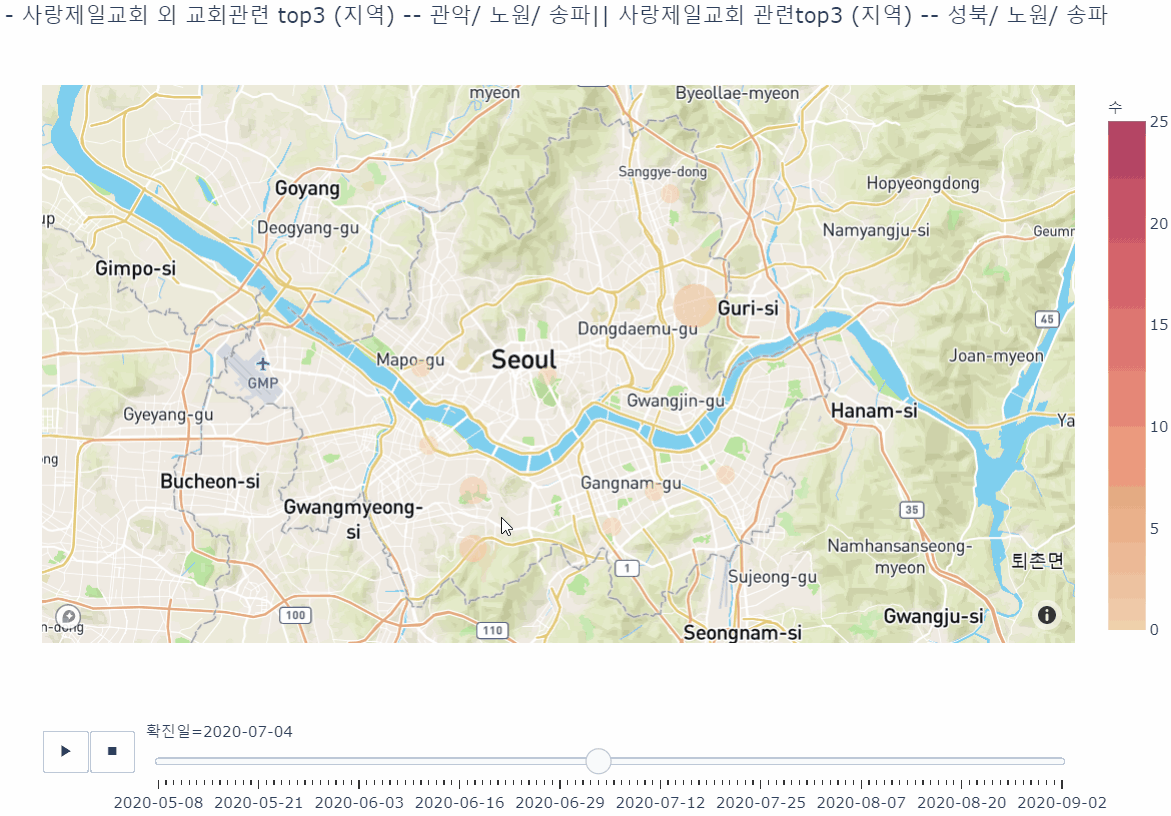 - 사랑제일교회 외 교회관련 top3 (지역) -- 관악/ 노원/ 송파|| 사랑제일교회 관련top3 (지역) -- 성북/ 노원/ 송파
myeon
Byeollae-myeon
수
25
Sanggye-dong
Goyang
Hopyeongdong
up
Deogyang-gu
Namyangju-si
Geumn
20
Gimpo-si
Guri-si
45
15
Dongdaemu-gu
Mapo-gu
Seoul
Joan-myeon
GMP
Gwangjin-gu
Gyeyang-gu
Hanam-si
Ya
10
ong
Bucheon-si
Gangnam-gu
Gwangmyeong-
si
35
5
Namhansanseong-
myeon
퇴촌면
1
Sujeong-gu
100
Gwangju-si
n-dong
110
Seongnam-si
0
확진일=2020-07-04
2020-05-08 2020-05-21 2020-06-03 2020-06-16 2020-06-29 2020-07-12 2020-07-25 2020-08-07 2020-08-20 2020-09-02